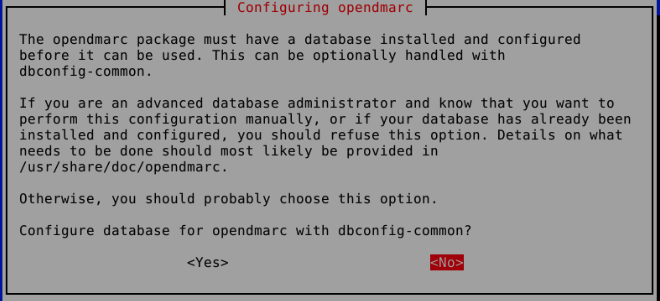 Configuring opendmarc
The opendmarc package must have a database installed and configured
before it can be used. This can be optionally handled with
dbconfig-common.
If you are an advanced database administrator and know that you want to
perform this configuration manually, or if your database has already been
installed and configured, you should refuse this option. Details on what
needs to be done should most likely be provided in
/usr/share/doc/opendmarc.
Otherwise, you should probably choose this option.
Configure database for opendmarc with dbconfig-common?
<Yes> <No>